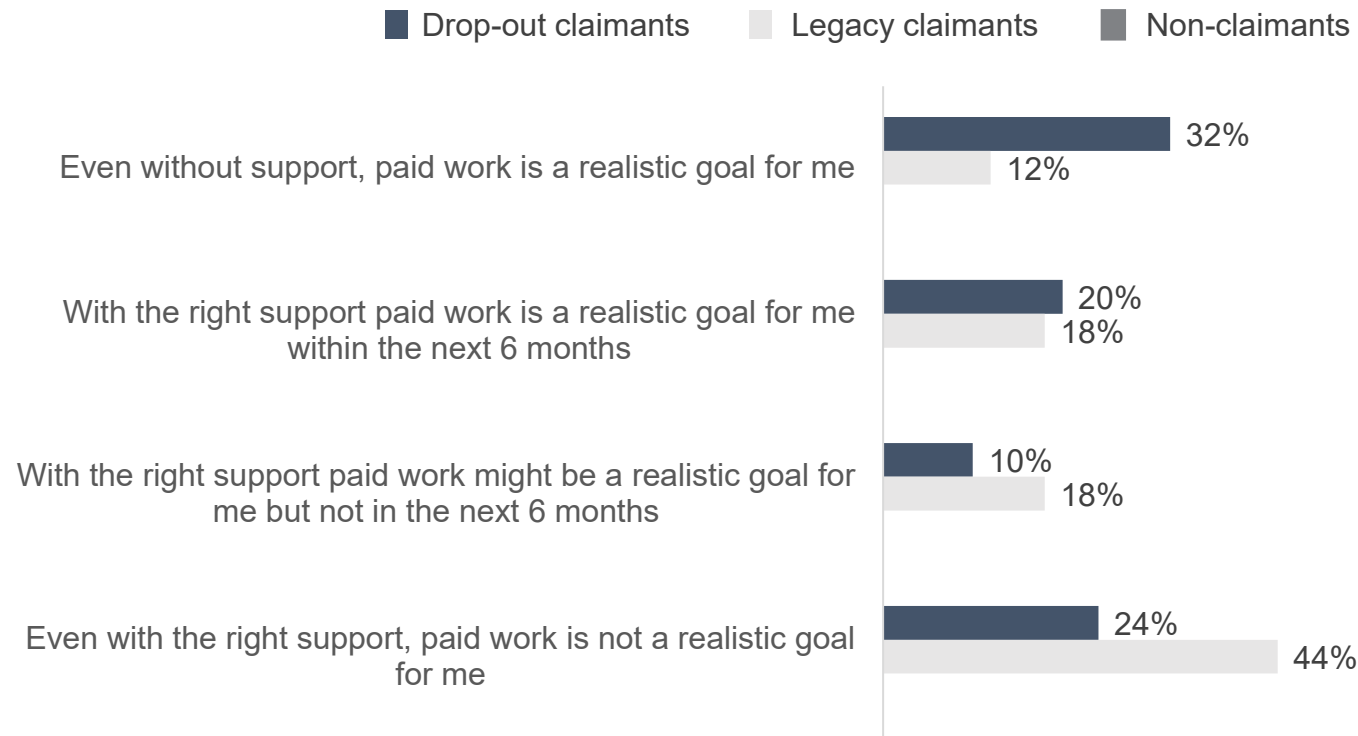 Drop-out claimants Legacy claimants Non-claimants
Even without support, paid work is a realistic goal for me
32%
12%
With the right support paid work is a realistic goal for me
within the next 6 months
20%
18%
With the right support paid work might be a realistic goal for
me but not in the next 6 months
10%
18%
Even with the right support, paid work is not a realistic goal
for me
24%
44%